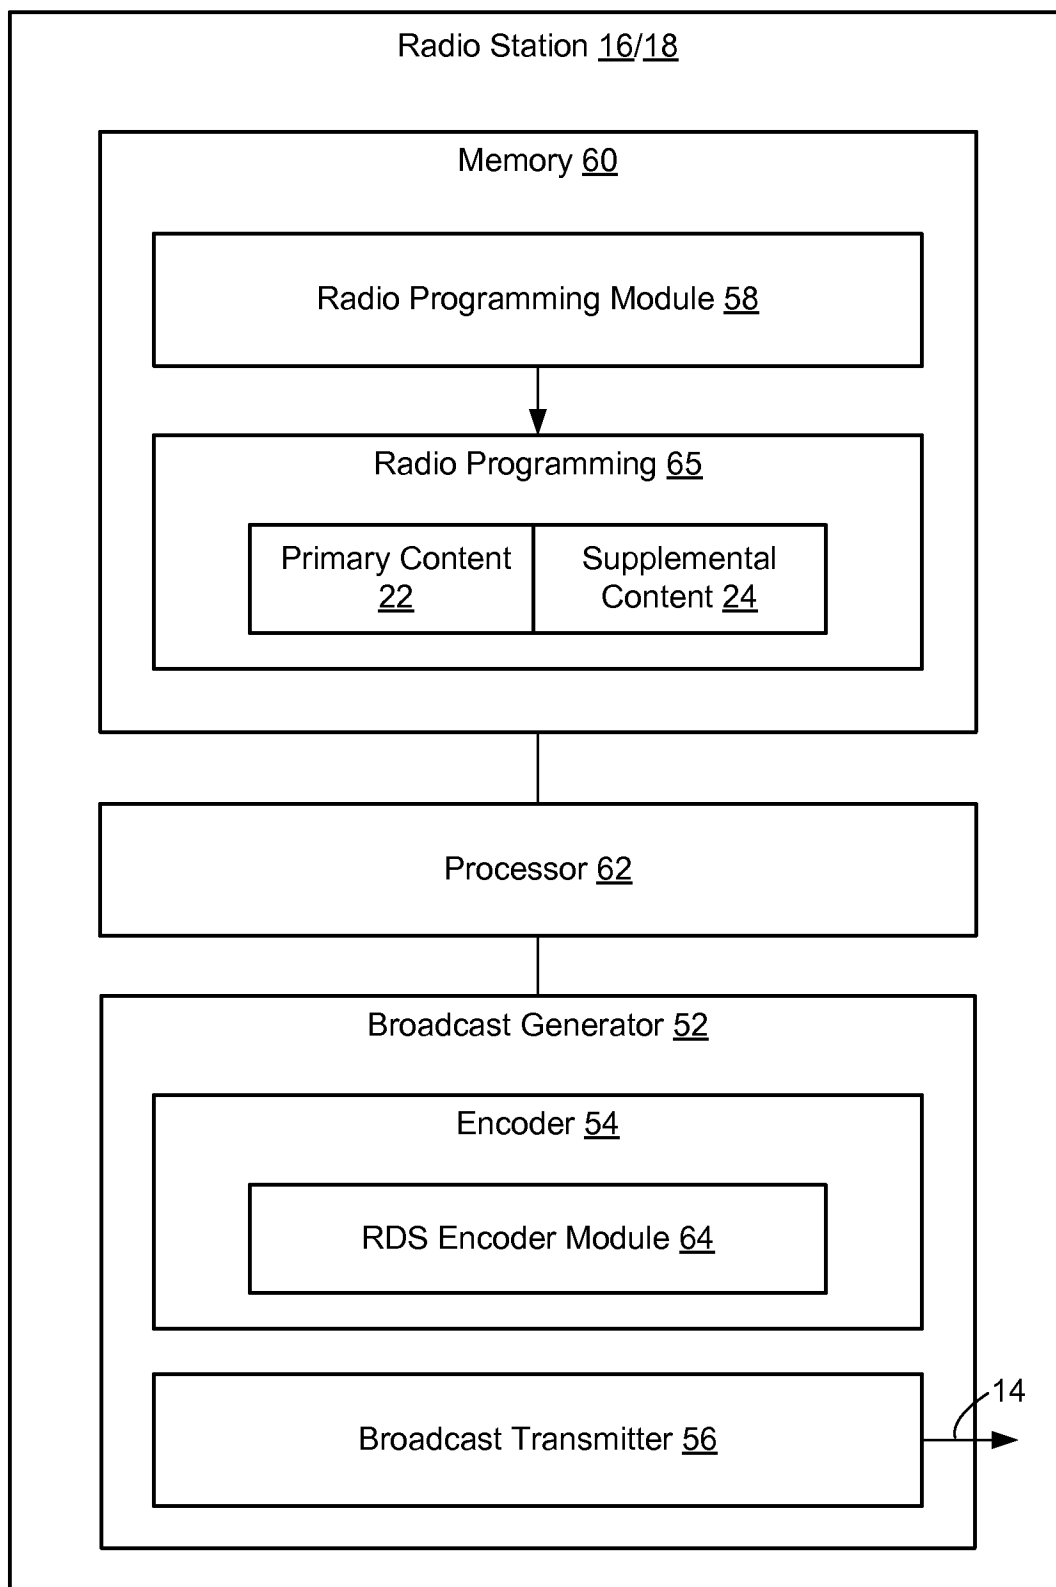 Radio Station 16/18
Memory 60
Radio Programming Module 58
Radio Programming 65
Primary Content
22
Supplemental
Content 24
Processor 62
Broadcast Generator 52
Encoder 54
RDS Encoder Module 64
14
Broadcast Transmitter 56